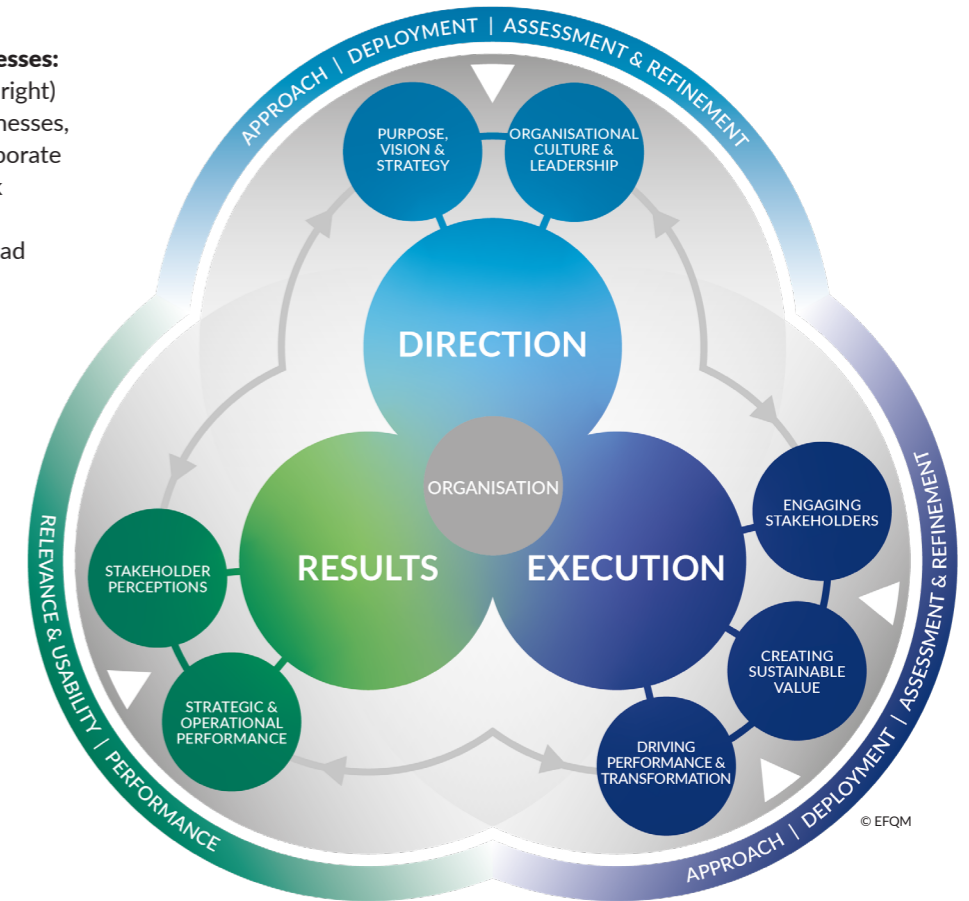 esses:
right)
nesses,
porate
ad
APPROACH | DEPLOYMENT | ASSESSMENT & REFINEMENT
PURPOSE,
VISION &
STRATEGY
ORGANISATIONAL
CULTURE &
LEADERSHIP
DIRECTION
ORGANISATION
RESULTS
EXECUTION
ENGAGING
STAKEHOLDERS
CREATING
SUSTAINABLE
VALUE
DRIVING
PERFORMANCE &
TRANSFORMATION
STAKEHOLDER
PERCEPTIONS
STRATEGIC &
OPERATIONAL
PERFORMANCE
RELEVANCE & USABILITY | PERFORMANCE
APPROACH | DEPLOYMENT | ASSESSMENT & REFINEMENT
© EFQM